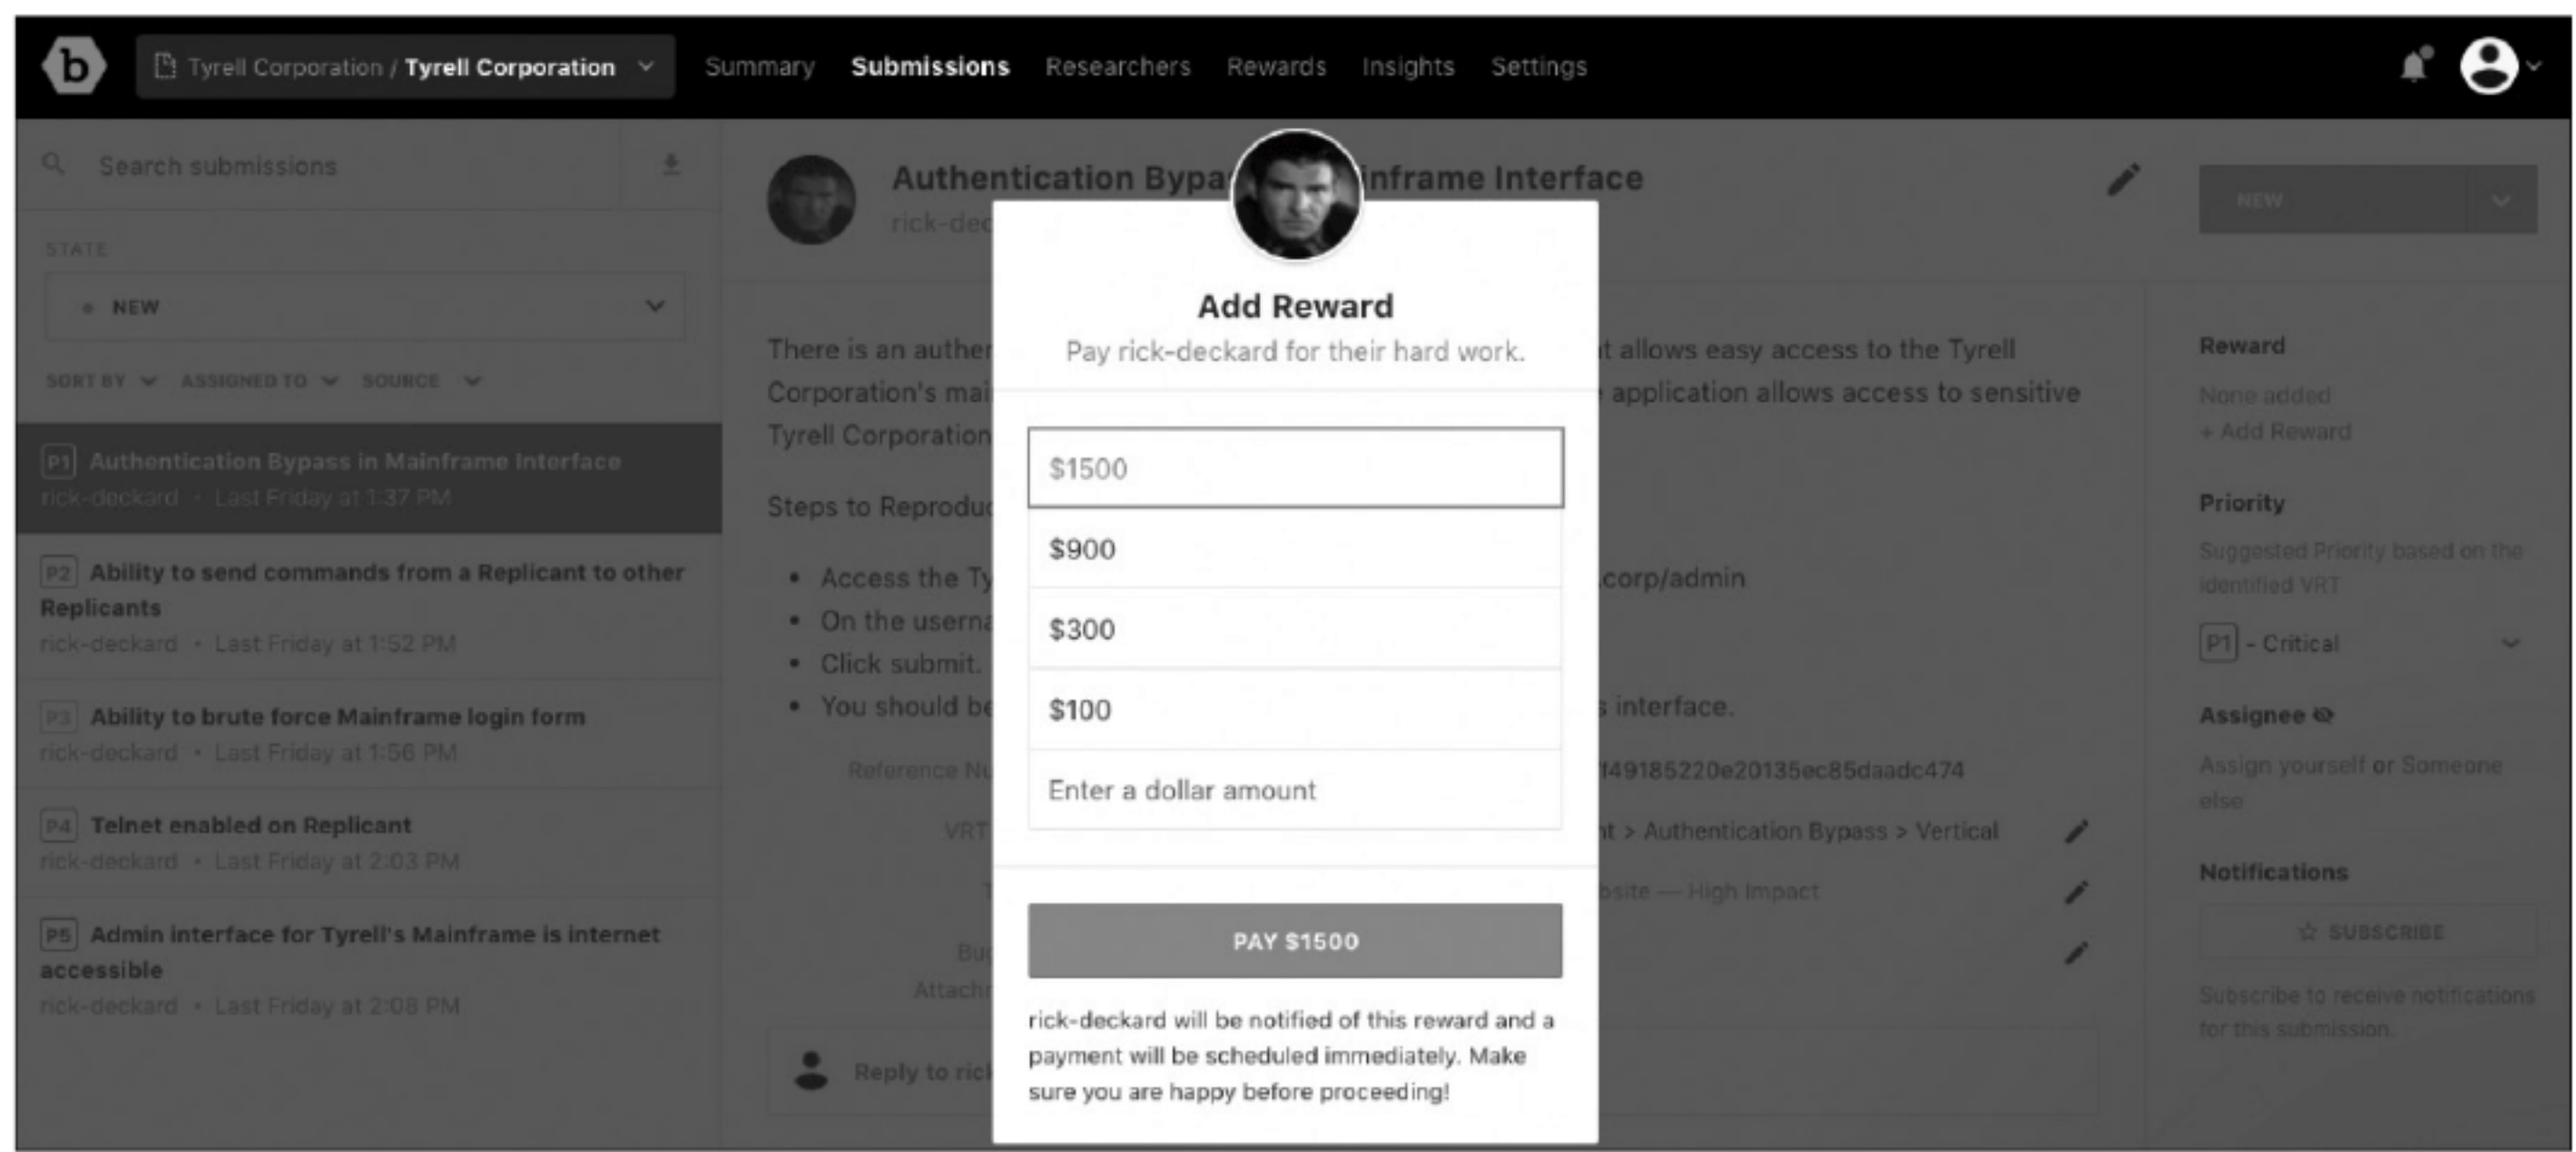 b Tyrell Corporation / Tyrell Corporation Summary Submissions Researchers Rewards Insights Settings
Search submissions
STATE
NEW
SORT BY ASSIGNED TO SOURCE
P1 Authentication Bypass in Mainframe Interface
rick-deckard • Last Friday at 1:37 PM
P2 Ability to send commands from a Replicant to other
Replicants
rick-deckard • Last Friday at 1:52 PM
P3 Ability to brute force Mainframe login form
rick-deckard • Last Friday at 1:56 PM
P4 Telnet enabled on Replicant
rick-deckard • Last Friday at 2:03 PM
P5 Admin interface for Tyrell's Mainframe is internet
accessible
rick-deckard • Last Friday at 2:08 PM
Authentication Bypa inframe Interface
rick-dec
There is an auther t allows easy access to the Tyrell
Corporation's mai application allows access to sensitive
Tyrell Corporation
Steps to Reproduc
• Access the Ty .corp/admin
• On the userna
• Click submit.
• You should be s interface.
Reference Nu f49185220e20135ec85daadc474
VRT nt > Authentication Bypass > Vertical
T bsite — High Impact
Bug
Attachr
Reply to rick
Add Reward
Pay rick-deckard for their hard work.
$1500
$900
$300
$100
Enter a dollar amount
PAY $1500
rick-deckard will be notified of this reward and a
payment will be scheduled immediately. Make
sure you are happy before proceeding!
NEW
Reward
None added
+ Add Reward
Priority
Suggested Priority based on the
identified VRT
P1 - Critical
Assignee
Assign yourself or Someone
else
Notifications
SUBSCRIBE
Subscribe to receive notifications
for this submission.